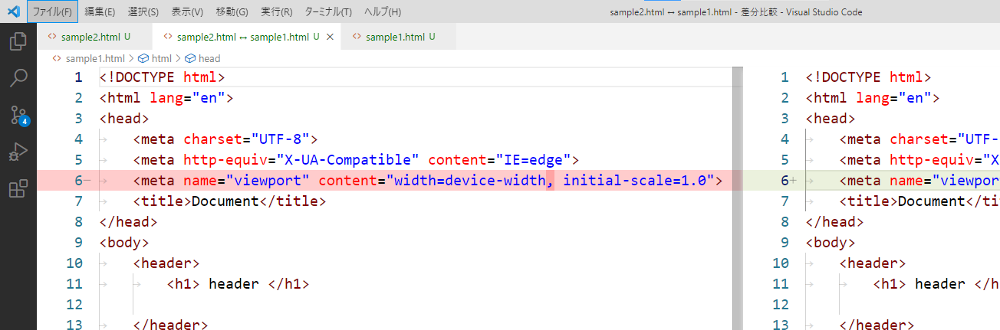 ファイル(F) 編集(E) 選択(S) 表示(V) 移動(G) 実行(R) ターミナル(T) ヘルプ(H) sample2.html ↔ sample1.html - 差分比較 - Visual Studio Code
<> sample2.html U <> sample2.html ↔ sample1.html U × <> sample1.html U
<> sample1.html > html > head
1 <!DOCTYPE html>
2 <html lang="en">
3 <head>
4 <meta charset="UTF-8">
5 <meta http-equiv="X-UA-Compatible" content="IE=edge">
6− <meta name="viewport" content="width=device-width, initial-scale=1.0">
7 <title>Document</title>
8 </head>
9 <body>
10 <header>
11 <h1> header </h1>
12
13 </header>
4
1 <!DOCTYPE html>
2 <html lang="en">
3 <head>
4 <meta charset="UTF-
5 <meta http-equiv="X
6+ <meta name="viewpor
7 <title>Document</ti
8 </head>
9 <body>
10 <header>
11 <h1> header </h
12
13 </header>